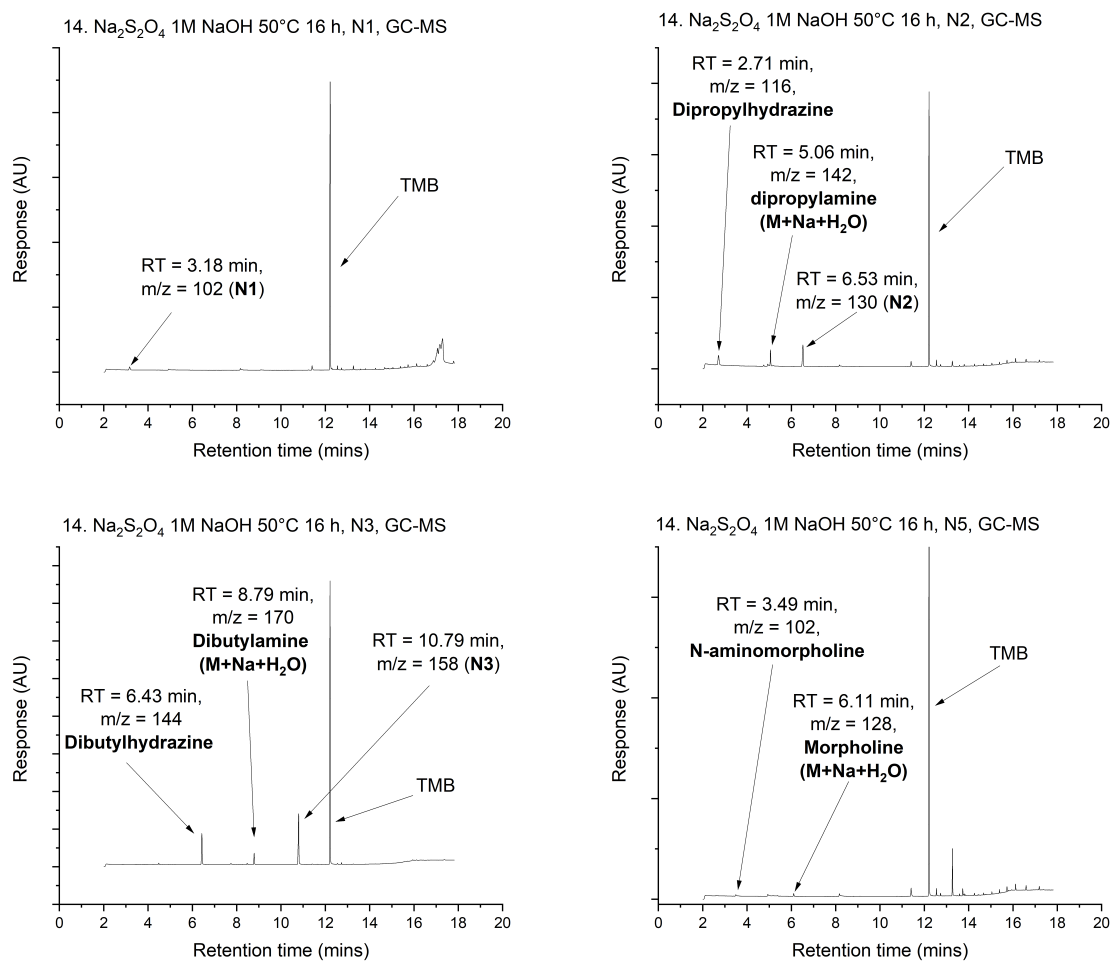 14. Na₂S₂O₄ 1M NaOH 50°C 16 h, N1, GC-MS
Response (AU)
RT = 3.18 min,
m/z = 102 (N1)
TMB
0 2 4 6 8 10 12 14 16 18 20
Retention time (mins)
14. Na₂S₂O₄ 1M NaOH 50°C 16 h, N2, GC-MS
Response (AU)
RT = 2.71 min,
m/z = 116,
Dipropylhydrazine
RT = 5.06 min,
m/z = 142,
dipropylamine
(M+Na+H₂O)
RT = 6.53 min,
m/z = 130 (N2)
TMB
0 2 4 6 8 10 12 14 16 18 20
Retention time (mins)
14. Na₂S₂O₄ 1M NaOH 50°C 16 h, N3, GC-MS
Response (AU)
RT = 6.43 min,
m/z = 144
Dibutylhydrazine
RT = 8.79 min,
m/z = 170
Dibutylamine
(M+Na+H₂O)
RT = 10.79 min,
m/z = 158 (N3)
TMB
0 2 4 6 8 10 12 14 16 18 20
Retention time (mins)
14. Na₂S₂O₄ 1M NaOH 50°C 16 h, N5, GC-MS
Response (AU)
RT = 3.49 min,
m/z = 102,
N-aminomorpholine
RT = 6.11 min,
m/z = 128,
Morpholine
(M+Na+H₂O)
TMB
0 2 4 6 8 10 12 14 16 18 20
Retention time (mins)